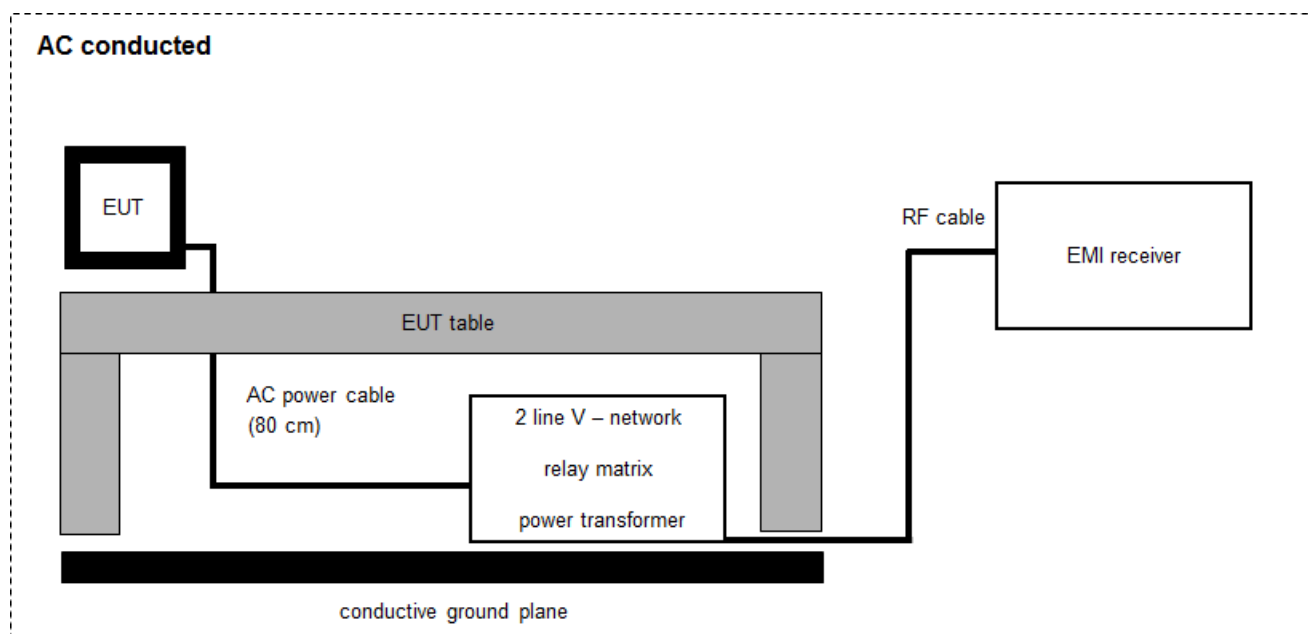 AC conducted
EUT
RF cable
EMI receiver
EUT table
AC power cable
(80 cm)
2 line V – network
relay matrix
power transformer
conductive ground plane